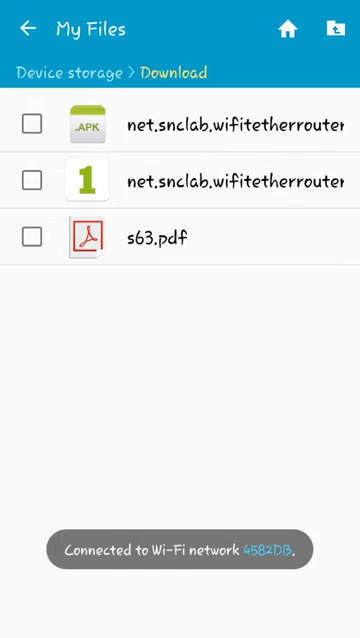 My Files
Device storage > Download
.APK
net.snclab.wifitetherrouter
1
net.snclab.wifitetherrouter
s63.pdf
Connected to Wi-Fi network 4582DB.